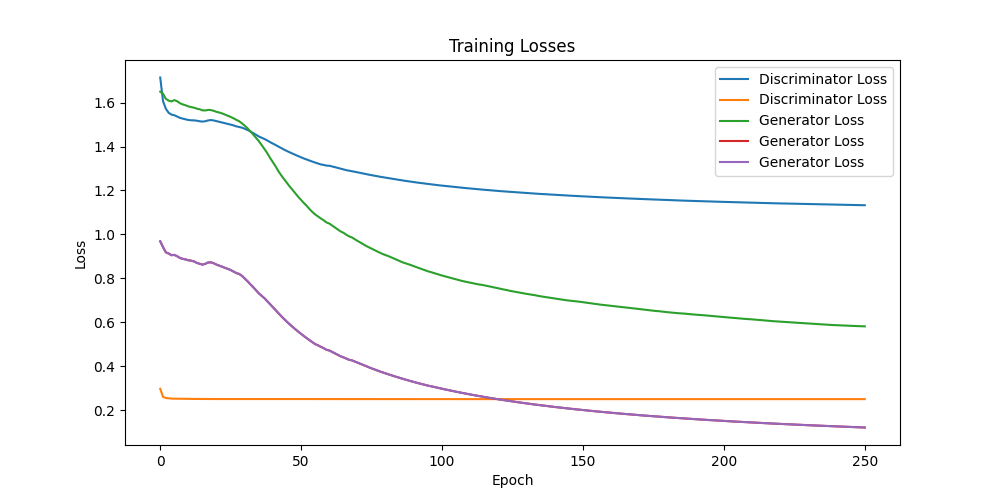 Training Losses
Discriminator Loss
Discriminator Loss
Generator Loss
Generator Loss
Generator Loss
1.6
1.4
1.2
1.0
0.8
0.6
0.4
0.2
Loss
0 50 100 150 200 250
Epoch